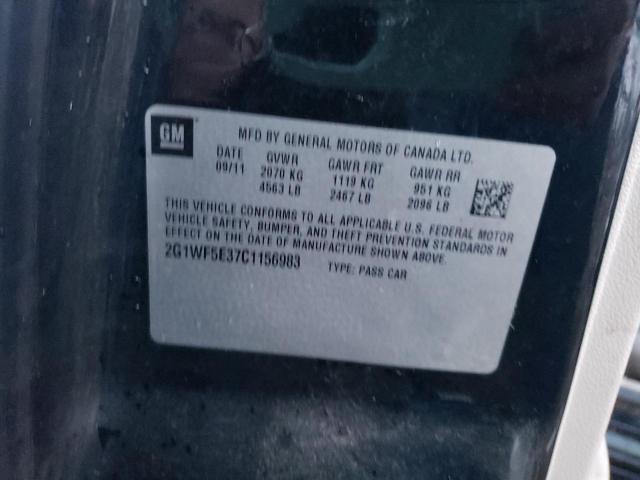 GM
MFD BY GENERAL MOTORS OF CANADA LTD.
DATE GVWR GAWR FRT GAWR RR
09/11 2070 KG 1119 KG 951 KG
4563 LB 2467 LB 2096 LB
THIS VEHICLE CONFORMS TO ALL APPLICABLE U.S. FEDERAL MOTOR
VEHICLE SAFETY, BUMPER, AND THEFT PREVENTION STANDARDS IN
EFFECT ON THE DATE OF MANUFACTURE SHOWN ABOVE.
2G1WF5E37C1156983 TYPE: PASS CAR